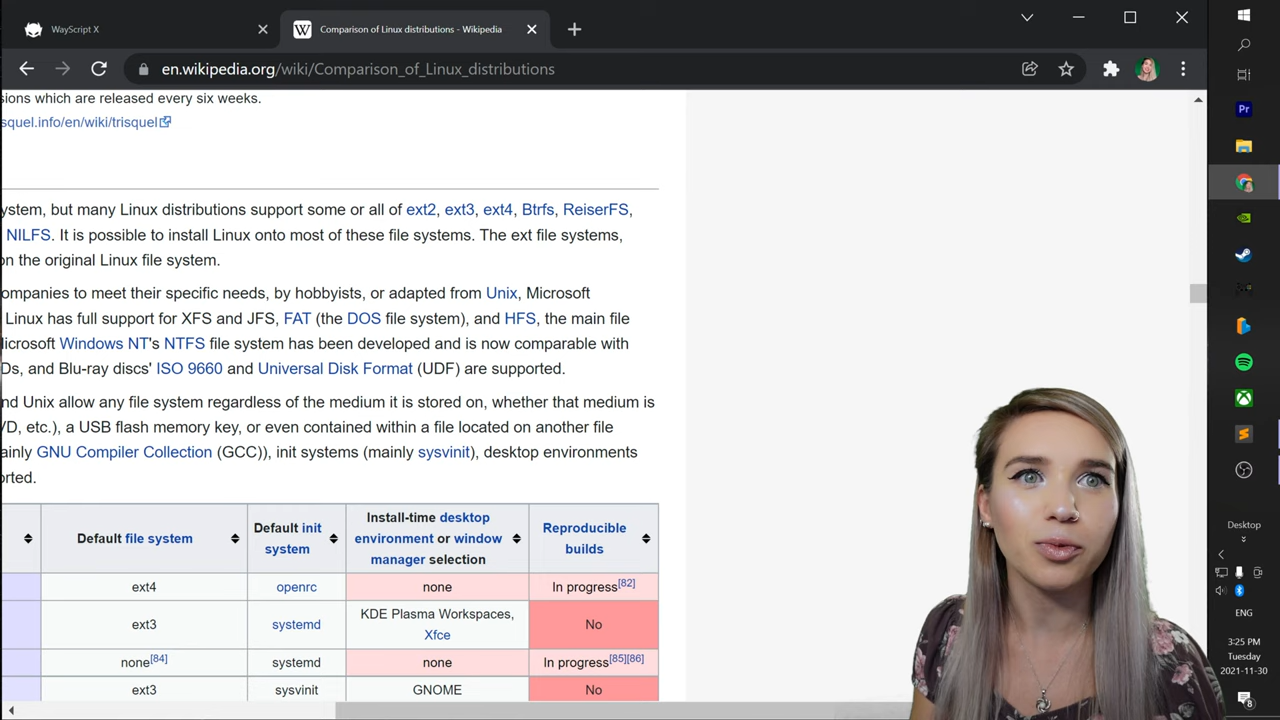 WayScript X
W
Comparison of Linux distributions - Wikipedia
en.wikipedia.org/wiki/Comparison_of_Linux_distributions
sions which are released every six weeks.
squel.info/en/wiki/trisquel
ystem, but many Linux distributions support some or all of ext2, ext3, ext4, Btrfs, ReiserFS,
NILFS. It is possible to install Linux onto most of these file systems. The ext file systems,
on the original Linux file system.
ompanies to meet their specific needs, by hobbyists, or adapted from Unix, Microsoft
Linux has full support for XFS and JFS, FAT (the DOS file system), and HFS, the main file
icrosoft Windows NT's NTFS file system has been developed and is now comparable with
Ds, and Blu-ray discs' ISO 9660 and Universal Disk Format (UDF) are supported.
nd Unix allow any file system regardless of the medium it is stored on, whether that medium is
VD, etc.), a USB flash memory key, or even contained within a file located on another file
ainly GNU Compiler Collection (GCC)), init systems (mainly sysvinit), desktop environments
orted.
Default file system
Default init
system
Install-time desktop
environment or window
manager selection
Reproducible
builds
ext4
openrc
none
In progress[82]
ext3
systemd
KDE Plasma Workspaces,
Xfce
No
none[84]
systemd
none
In progress[85][86]
ext3
sysvinit
GNOME
No
Pr
Desktop
ENG
3:25 PM
Tuesday
2021-11-30
8